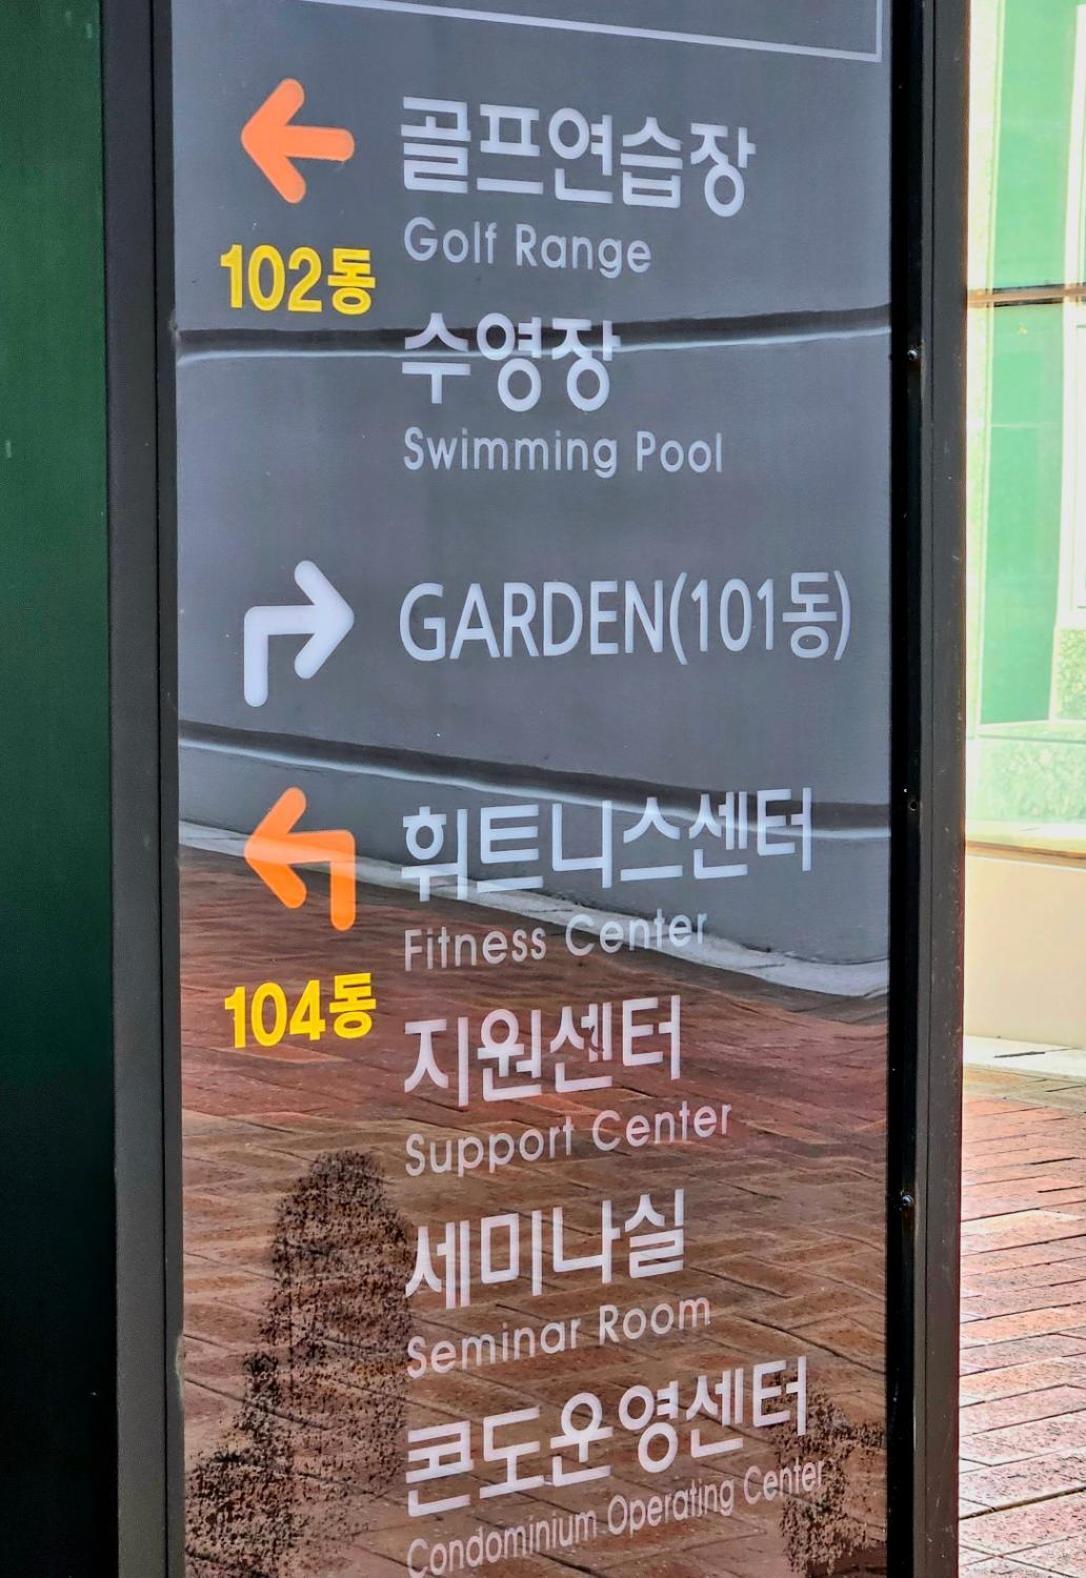 골프연습장
Golf Range
102동
수영장
Swimming Pool
GARDEN(101동)
휘트니스센터
Fitness Center
104동
지원센터
Support Center
세미나실
Seminar Room
콘도운영센터
Condominium Operating Center